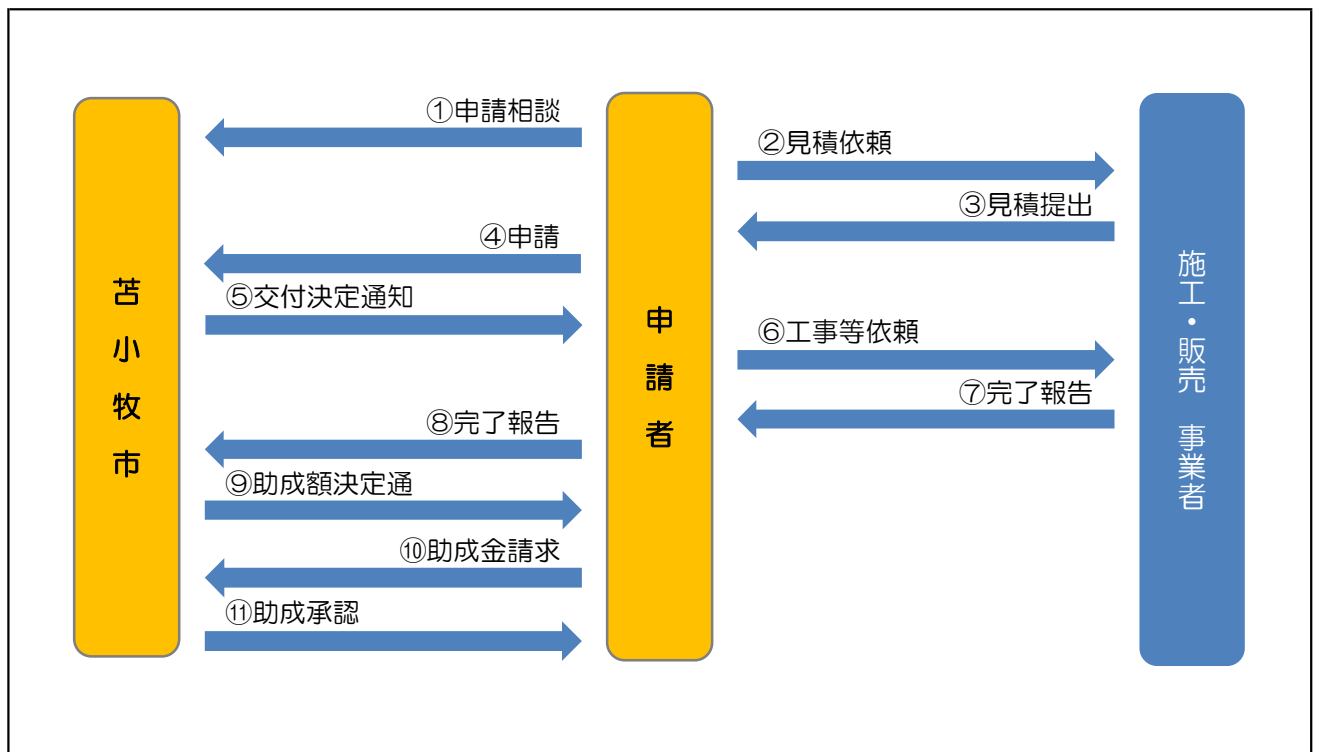 ①申請相談
②見積依頼
③見積提出
④申請
⑤交付決定通知
⑥工事等依頼
⑦完了報告
⑧完了報告
⑨助成額決定通
⑩助成金請求
⑪助成承認
苫小牧市
申請者
施工・販売 事業者